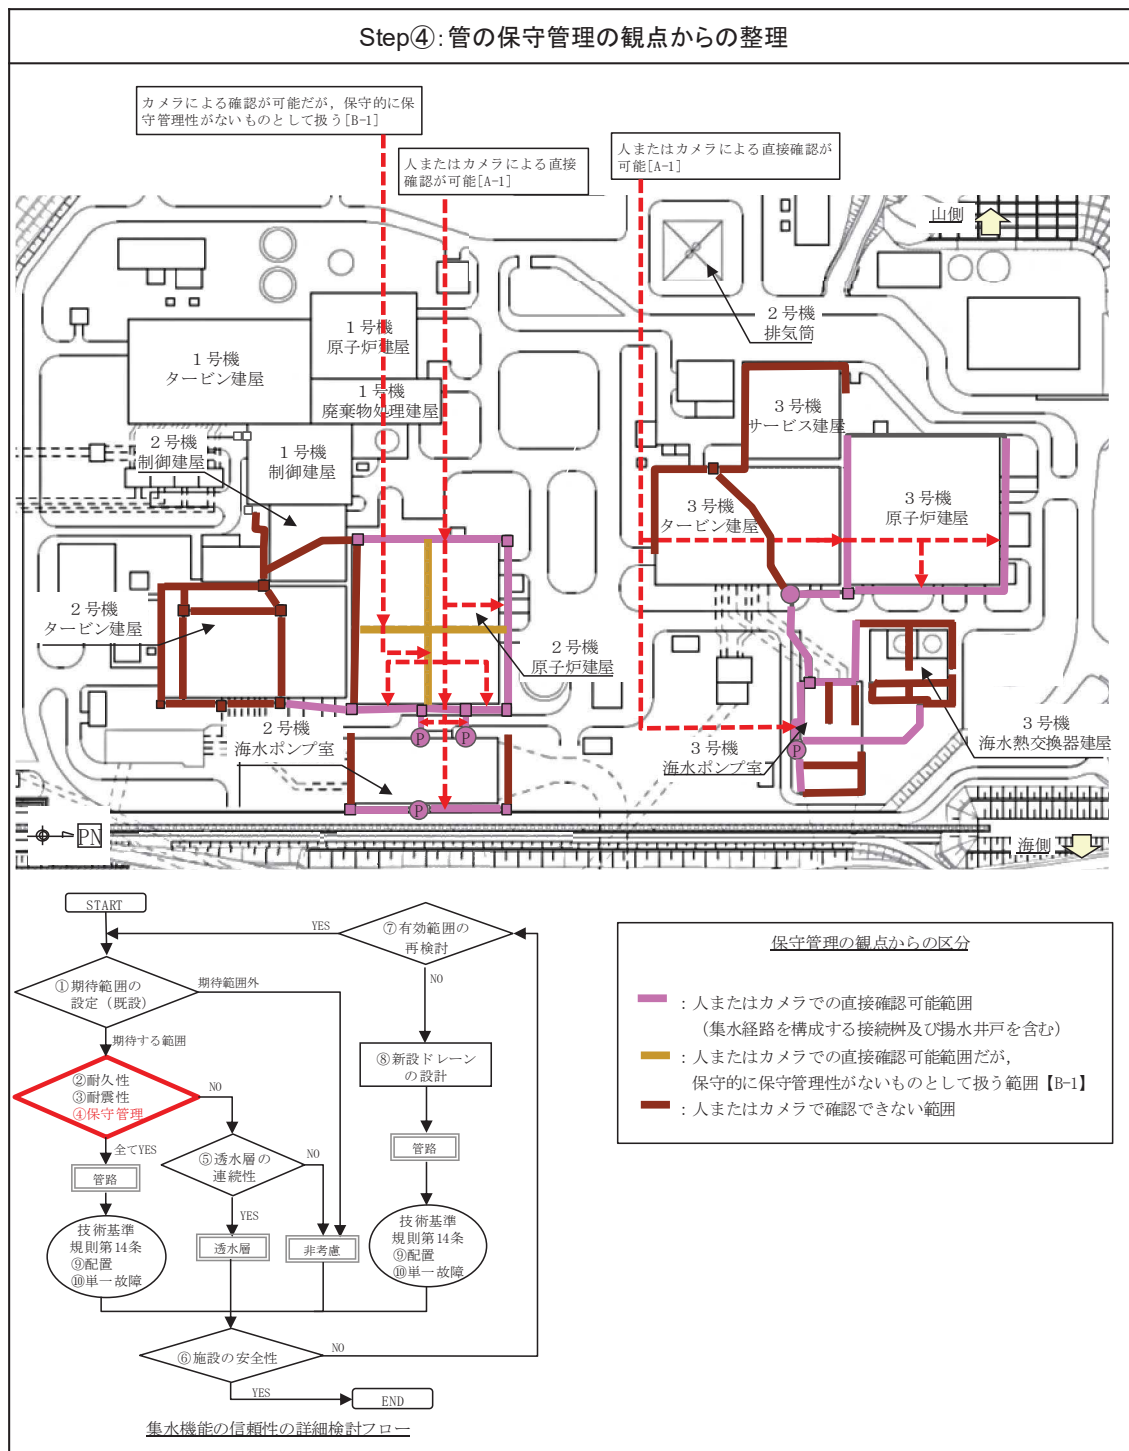 Step④:管の保守管理の観点からの整理
カメラによる確認が可能だが，保守的に保
守管理性がないものとして扱う[B-1]
人またはカメラによる直接
確認が可能[A-1]
人またはカメラによる直接確認が
可能[A-1]
山側
２号機
排気筒
１号機
原子炉建屋
１号機
タービン建屋
１号機
廃棄物処理建屋
２号機
制御建屋
１号機
制御建屋
３号機
サービス建屋
３号機
タービン建屋
３号機
原子炉建屋
２号機
タービン建屋
２号機
原子炉建屋
２号機
海水ポンプ室
３号機
海水ポンプ室
３号機
海水熱交換器建屋
P
P
P
P
PN
海側
START
YES
⑦有効範囲の
再検討
NO
①期待範囲の
設定（既設）
期待範囲外
期待する範囲
②耐久性
③耐震性
④保守管理
NO
全てYES
管路
⑤透水層の
連続性
NO
YES
⑧新設ドレーン
の設計
管路
技術基準
規則第14条
⑨配置
⑩単一故障
透水層
非考慮
技術基準
規則第14条
⑨配置
⑩単一故障
⑥施設の安全性
NO
YES
END
集水機能の信頼性の詳細検討フロー
保守管理の観点からの区分
：人またはカメラでの直接確認可能範囲
（集水経路を構成する接続桝及び揚水井戸を含む）
：人またはカメラでの直接確認可能範囲だが，
保守的に保守管理性がないものとして扱う範囲【B-1】
：人またはカメラで確認できない範囲